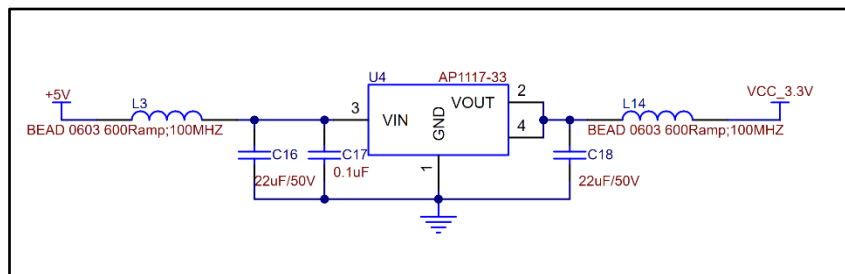 U4
AP1117-33
+5V
L3
3
VIN
VOUT
GND
2
4
1
L14
VCC_3.3V
BEAD 0603 600Ramp;100MHZ
BEAD 0603 600Ramp;100MHZ
C16
C17
C18
22uF/50V
0.1uF
22uF/50V